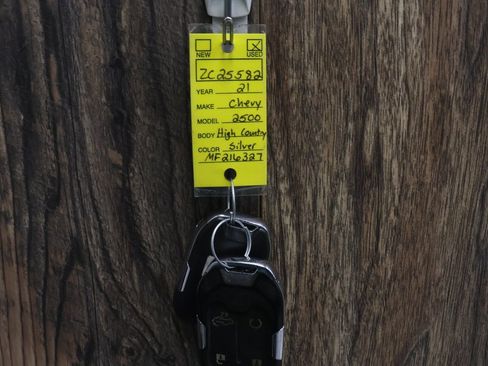 NEW USED
ZC25582
YEAR 21
MAKE Chevy
MODEL 2500
BODY High Country
COLOR Silver
MF216327